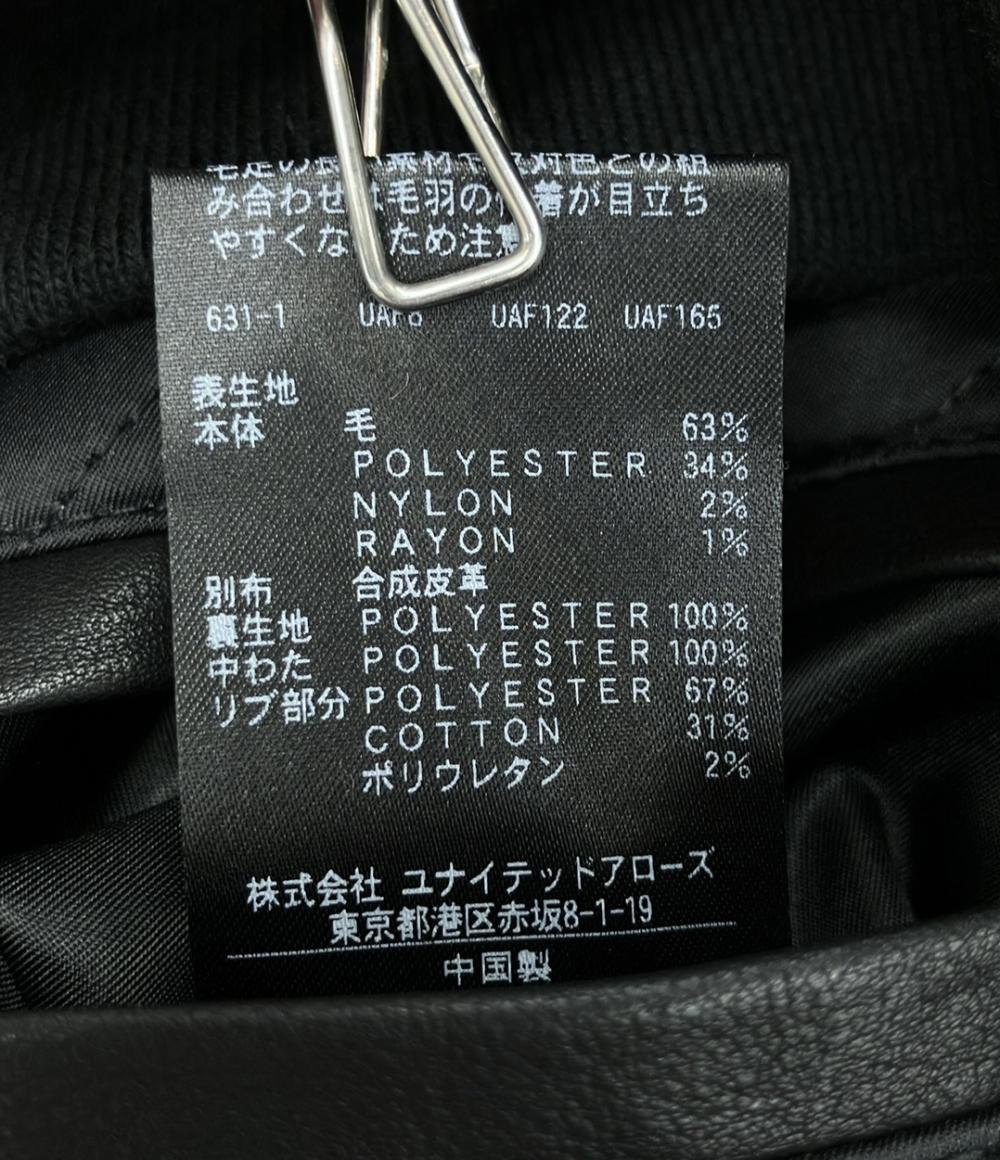 み合わせ 毛羽の 着が目立ち
やすくな ため注意
631-1 UAF122 UAF165
表生地
本体 毛 63%
POLYESTER 34%
NYLON 2%
RAYON 1%
別布 合成皮革
裏生地 POLYESTER 100%
中わた POLYESTER 100%
リブ部分 POLYESTER 67%
COTTON 31%
ポリウレタン 2%
株式会社 ユナイテッドアローズ
東京都港区赤坂8-1-19
中国製